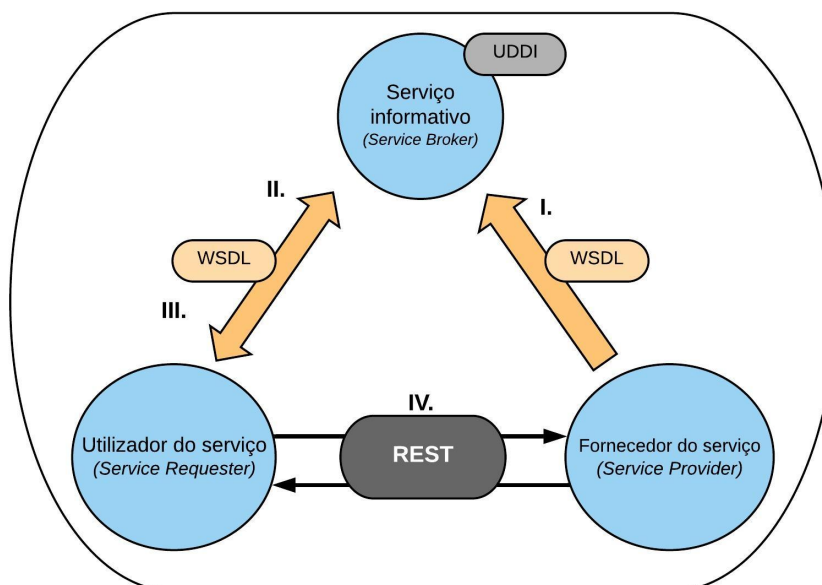 UDDI
Serviço
informativo
(Service Broker)
II.
I.
WSDL
WSDL
III.
IV.
Utilizador do serviço
(Service Requester)
REST
Fornecedor do serviço
(Service Provider)